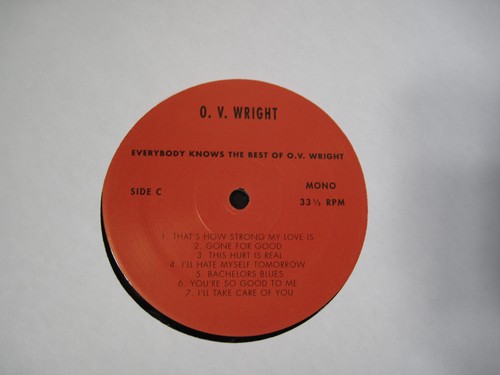 O. V. WRIGHT
EVERYBODY KNOWS THE BEST OF O.V. WRIGHT
SIDE C
MONO
33 ⅓ RPM
1. THAT'S HOW STRONG MY LOVE IS
2. GONE FOR GOOD
3. THIS HURT IS REAL
4. I'LL HATE MYSELF TOMORROW
5. BACHELORS BLUES
6. YOU'RE SO GOOD TO ME
7. I'LL TAKE CARE OF YOU